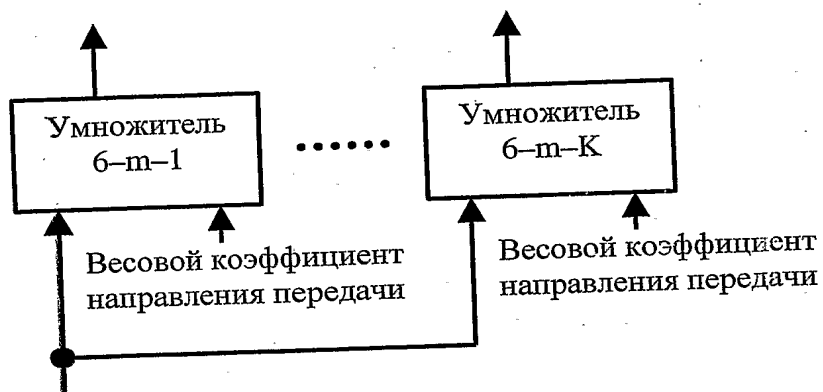 Умножитель
6–m–1
......
Умножитель
6–m–K
Весовой коэффициент
направления передачи
Весовой коэффициент
направления передачи